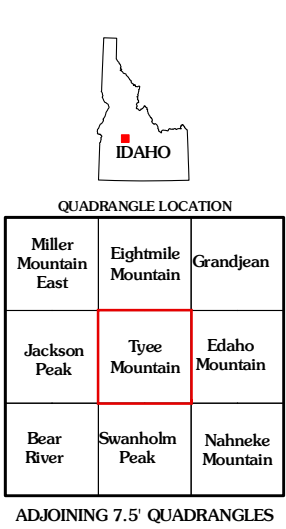 IDAHO
QUADRANGLE LOCATION
Miller
Mountain
East
Eightmile
Mountain
Grandjean
Jackson
Peak
Tyee
Mountain
Edaho
Mountain
Bear
River
Swanholm
Peak
Nahneke
Mountain
ADJOINING 7.5' QUADRANGLES